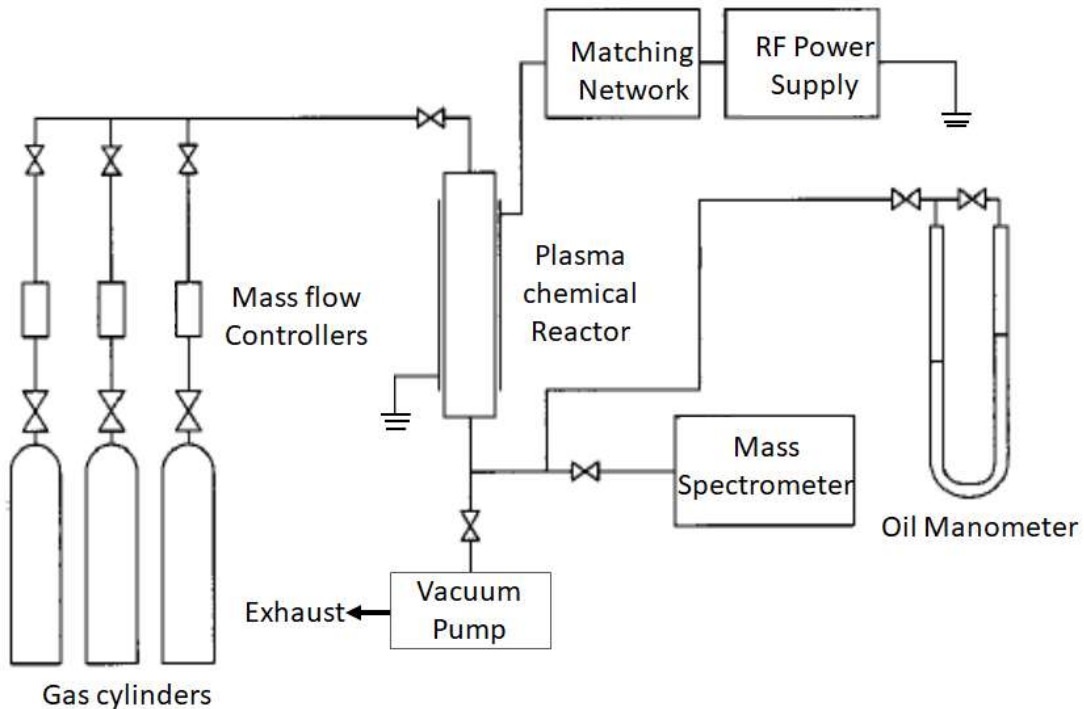 Matching
Network
RF Power
Supply
Mass flow
Controllers
Plasma
chemical
Reactor
Mass
Spectrometer
Oil Manometer
Exhaust
Vacuum
Pump
Gas cylinders